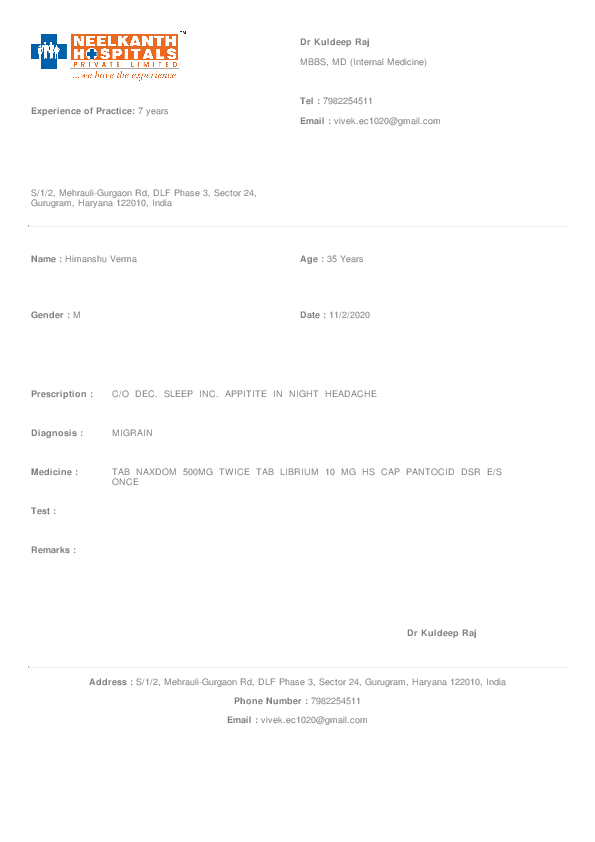 NEELKANTH
HOSPITALS
PRIVATE LIMITED
...we have the experience
TM
Dr Kuldeep Raj
MBBS, MD (Internal Medicine)
Tel : 7982254511
Experience of Practice: 7 years
Email : vivek.ec1020@gmail.com
S/1/2, Mehrauli-Gurgaon Rd, DLF Phase 3, Sector 24,
Gurugram, Haryana 122010, India
Name : Himanshu Verma
Age : 35 Years
Gender : M
Date : 11/2/2020
Prescription : C/O DEC. SLEEP INC. APPITITE IN NIGHT HEADACHE
Diagnosis : MIGRAIN
Medicine : TAB NAXDOM 500MG TWICE TAB LIBRIUM 10 MG HS CAP PANTOCID DSR E/S
ONCE
Test :
Remarks :
Dr Kuldeep Raj
Address : S/1/2, Mehrauli-Gurgaon Rd, DLF Phase 3, Sector 24, Gurugram, Haryana 122010, India
Phone Number : 7982254511
Email : vivek.ec1020@gmail.com